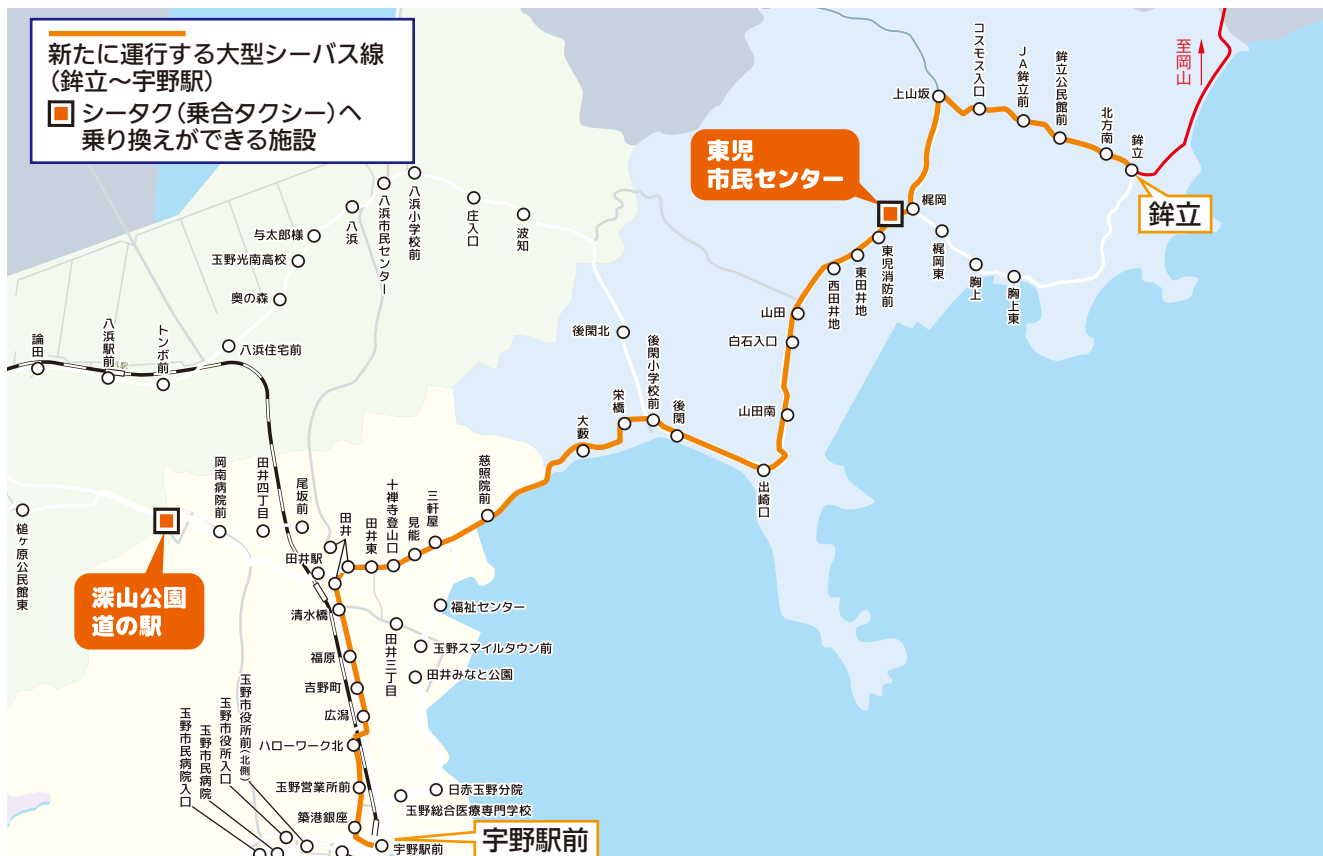 新たに運行する大型シーバス線
(鉾立〜宇野駅)
シータク(乗合タクシー)へ
乗り換えができる施設
至岡山
コスモス入口
JA鉾立前
鉾立公民館前
北方南
鉾立
上山坂
鉾立
東児
市民センター
梶岡
梶岡東
胸上
胸上東
東児消防前
東田井地
西田井地
山田
白石入口
山田南
出崎口
後閑
後閑小学校前
後閑北
栄橋
大藪
慈照院前
三軒屋
見能
十禅寺登山口
田井東
田井
田井駅
尾坂前
田井四丁目
岡南病院前
深山公園
道の駅
槌ヶ原公民館東
論田
八浜駅前
トンボ前
八浜住宅前
奥の森
玉野光南高校
与太郎様
八浜
八浜市民センター
八浜小学校前
庄入口
波知
清水橋
福原
吉野町
広潟
ハローワーク北
玉野営業所前
築港銀座
宇野駅前
宇野駅前
田井三丁目
福祉センター
玉野スマイルタウン前
田井みなと公園
日赤玉野分院
玉野総合医療専門学校
玉野市役所前(北側)
玉野市役所入口
玉野市民病院
玉野市民病院入口